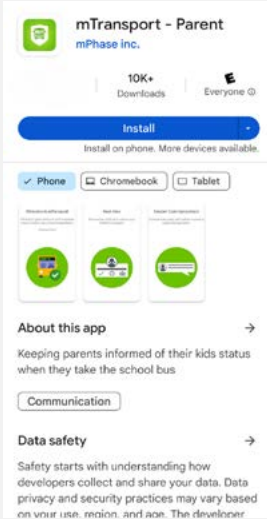 mTransport - Parent
mPhase inc.
10K+
Downloads
E
Everyone
Install
Install on phone. More devices available.
Phone
Chromebook
Tablet
About this app
Keeping parents informed of their kids status
when they take the school bus
Communication
Data safety
Safety starts with understanding how
developers collect and share your data. Data
privacy and security practices may vary based
on your use, region, and age. The developer